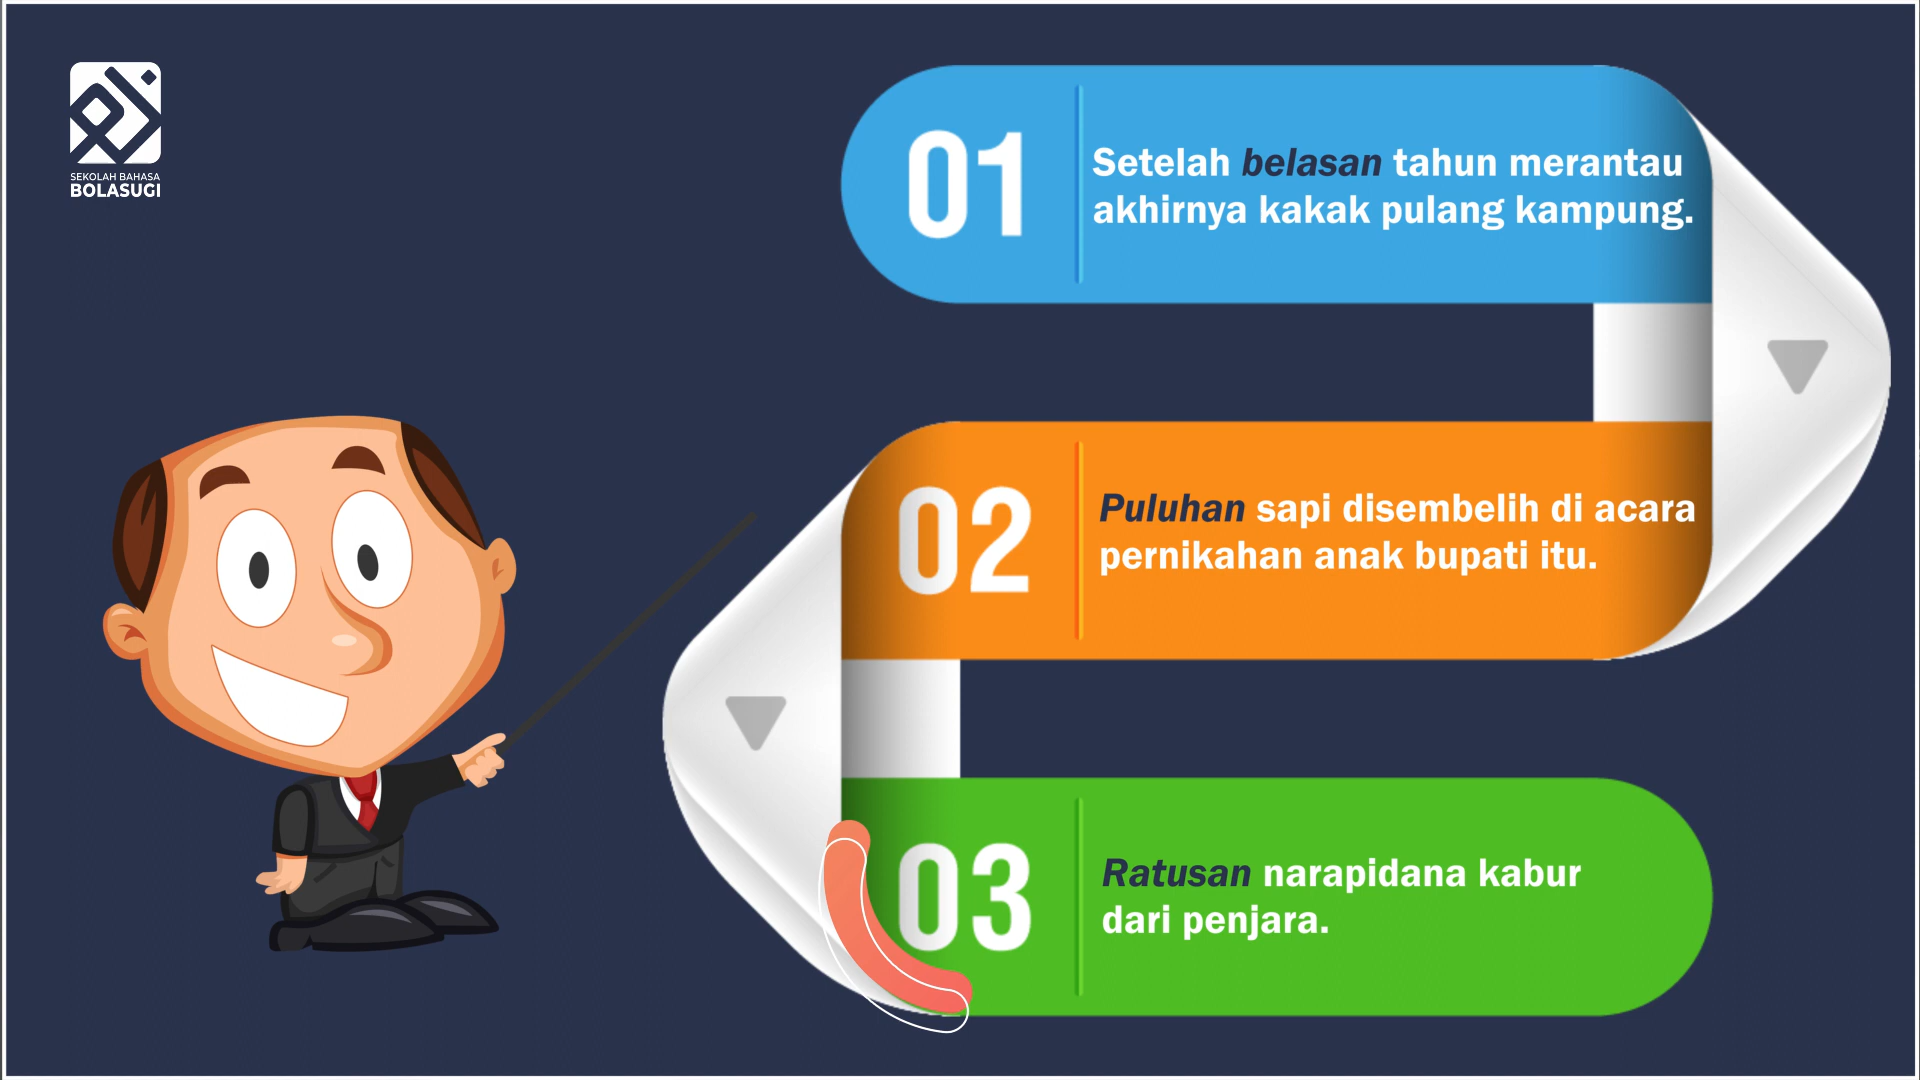 SEKOLAH BAHASA
BOLASUGI
01
Setelah belasan tahun merantau
akhirnya kakak pulang kampung.
02
Puluhan sapi disembelih di acara
pernikahan anak bupati itu.
03
Ratusan narapidana kabur
dari penjara.